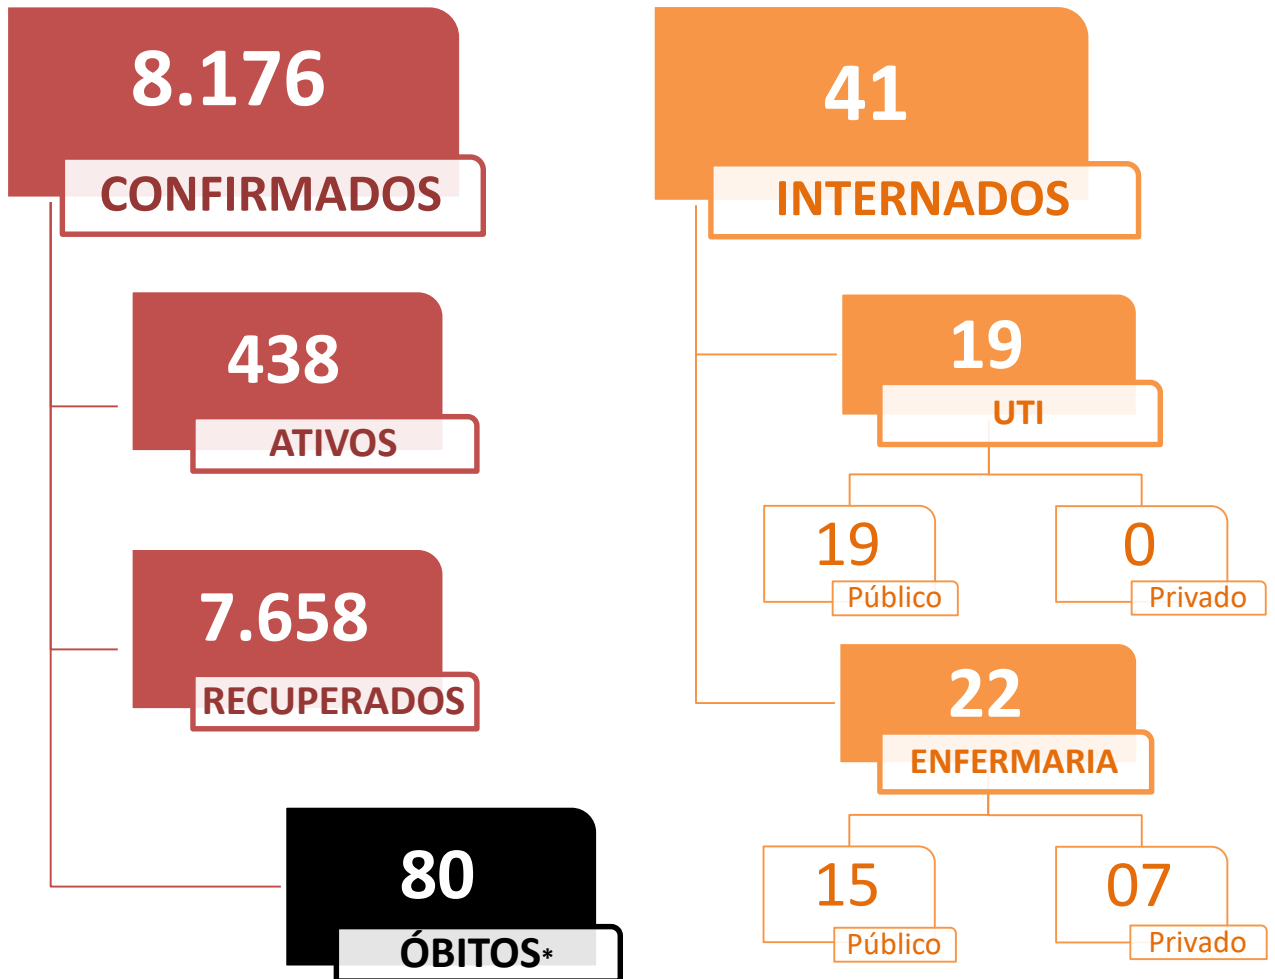 8.176
CONFIRMADOS
438
ATIVOS
7.658
RECUPERADOS
80
ÓBITOS*
41
INTERNADOS
19
UTI
19
Público
0
Privado
22
ENFERMARIA
15
Público
07
Privado